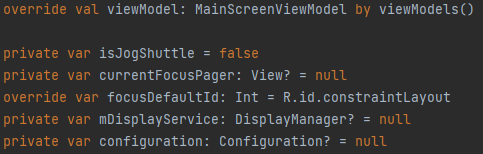 override val viewModel: MainScreenViewModel by viewModels()
private var isJogShuttle = false
private var currentFocusPager: View? = null
override var focusDefaultId: Int = R.id.constraintLayout
private var mDisplayService: DisplayManager? = null
private var configuration: Configuration? = null